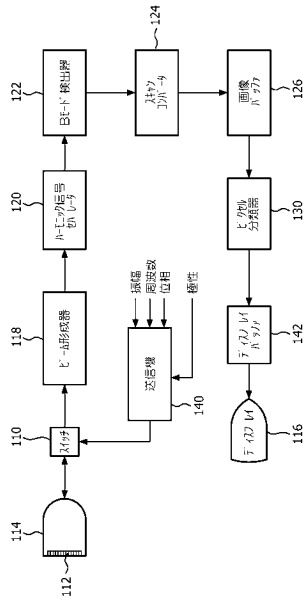 114
112
110
スイッチ
118
ビーム形成器
120
ハーモニック信号
セパレータ
122
Bモード検出器
124
スキャン
コンバータ
126
画像
バッファ
130
ピクセル
分類器
142
ディスプレイ
バッファ
116
ディスプレイ
140
送信機
振幅
周波数
位相
極性